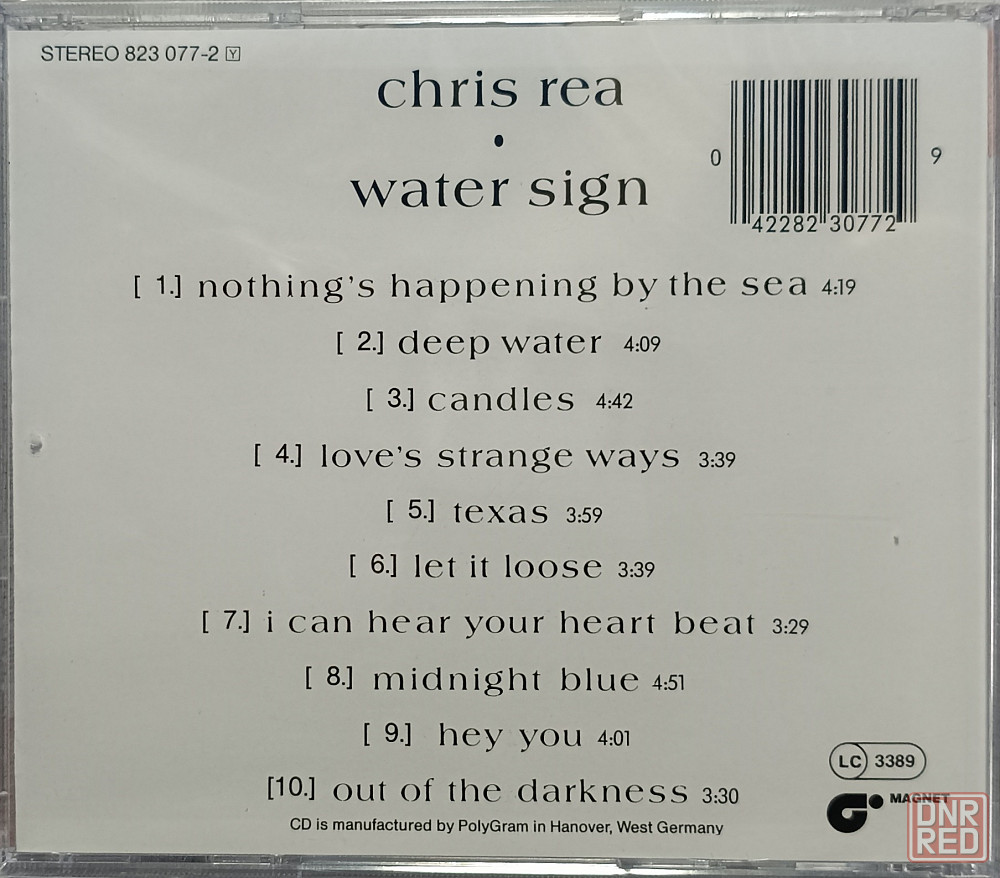 STEREO 823 077-2 Y
chris rea
•
water sign
0 42282 30772 9
[ 1.] nothing's happening by the sea 4:19
[ 2.] deep water 4:09
[ 3.] candles 4:42
[ 4.] love's strange ways 3:39
[ 5.] texas 3:59
[ 6.] let it loose 3:39
[ 7.] i can hear your heart beat 3:29
[ 8.] midnight blue 4:51
[ 9.] hey you 4:01
[10.] out of the darkness 3:30
LC 3389
MAGNET
CD is manufactured by PolyGram in Hanover, West Germany
DNR
RED